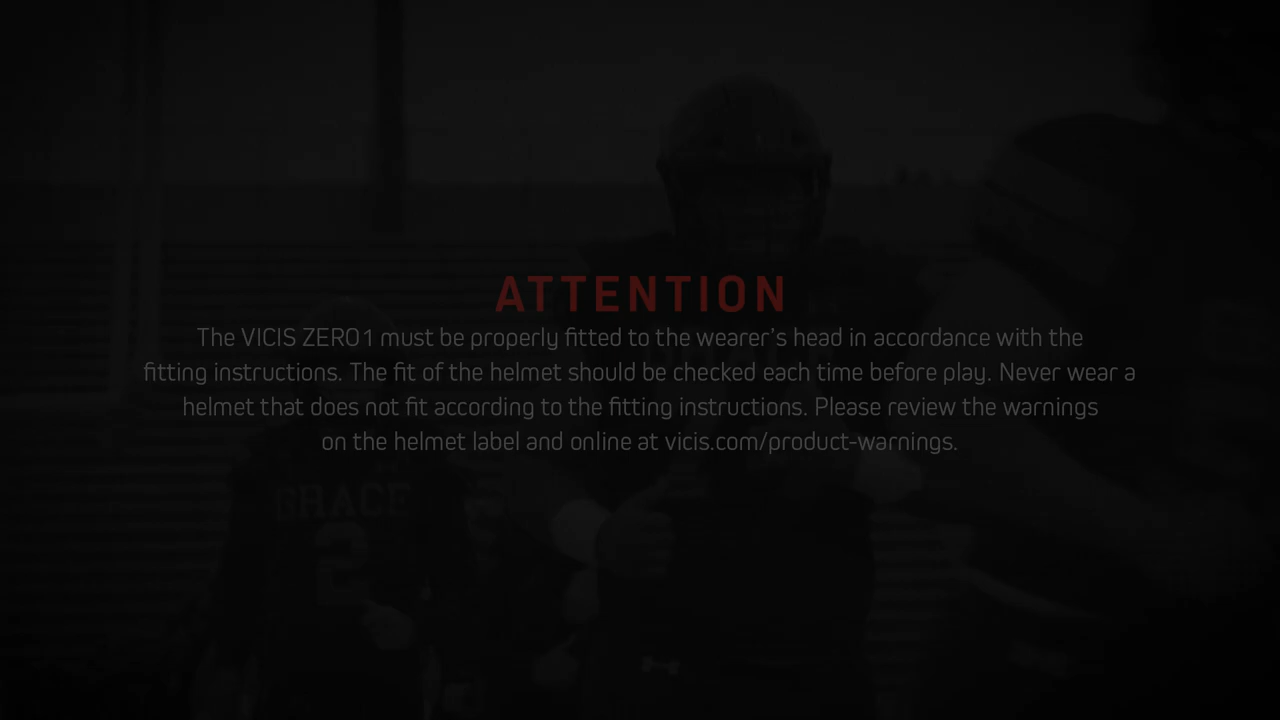 ATTENTION
The VICIS ZERO1 must be properly fitted to the wearer’s head in accordance with the
fitting instructions. The fit of the helmet should be checked each time before play. Never wear a
helmet that does not fit according to the fitting instructions. Please review the warnings
on the helmet label and online at vicis.com/product-warnings.
GRACE
2